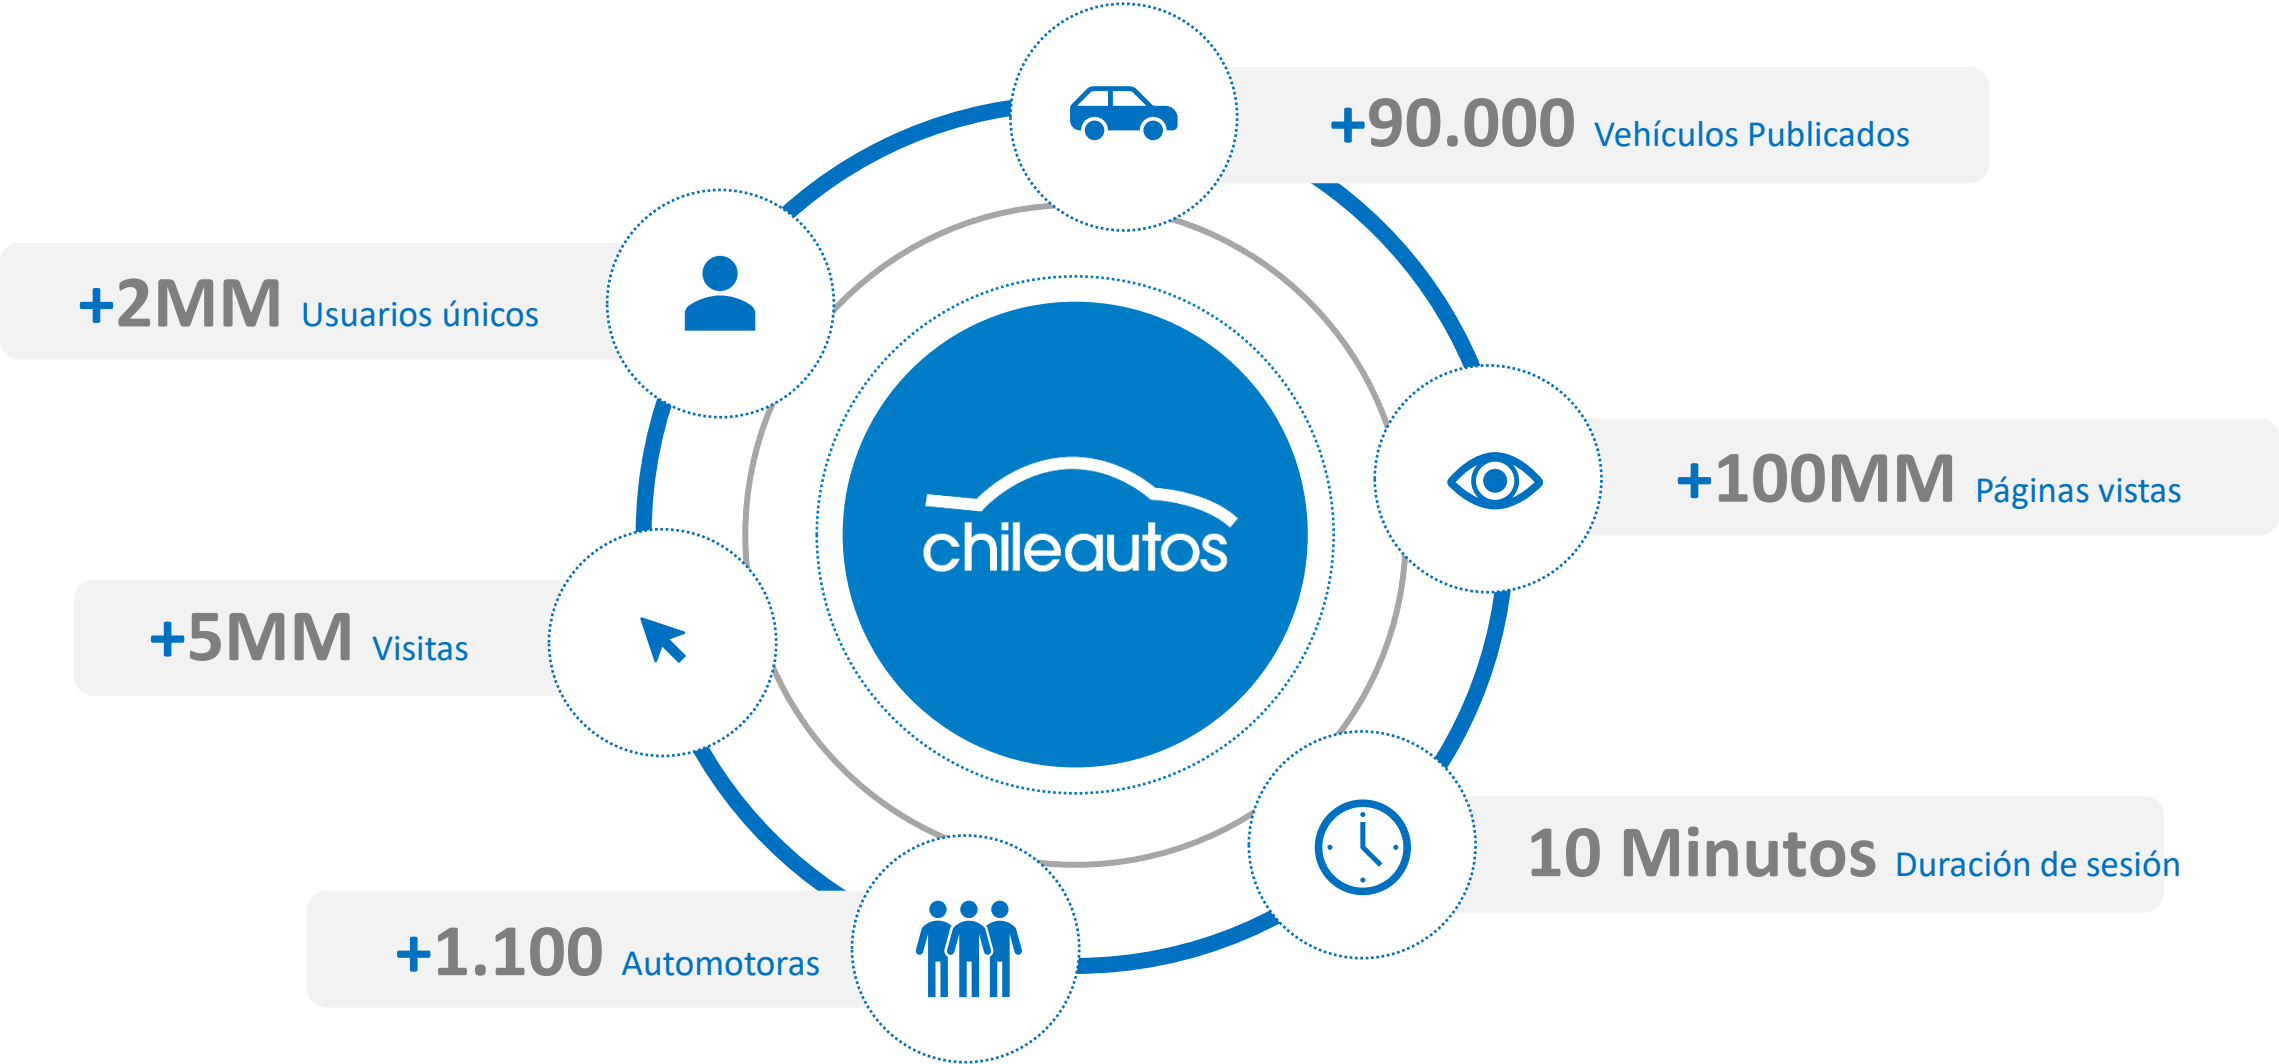 +90.000 Vehículos Publicados
+2MM Usuarios únicos
+100MM Páginas vistas
chileautos
+5MM Visitas
10 Minutos Duración de sesión
+1.100 Automotoras